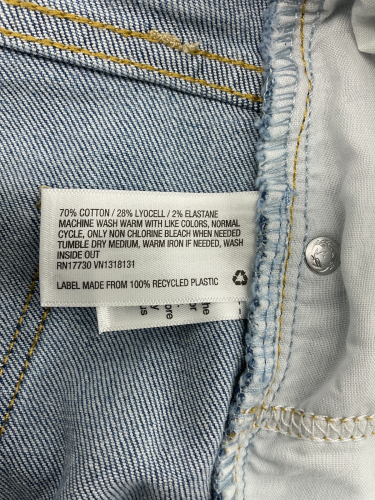 70% COTTON / 28% LYOCELL / 2% ELASTANE
MACHINE WASH WARM WITH LIKE COLORS, NORMAL
CYCLE, ONLY NON CHLORINE BLEACH WHEN NEEDED
TUMBLE DRY MEDIUM, WARM IRON IF NEEDED, WASH
INSIDE OUT
RN17730 VN1318131
LABEL MADE FROM 100% RECYCLED PLASTIC